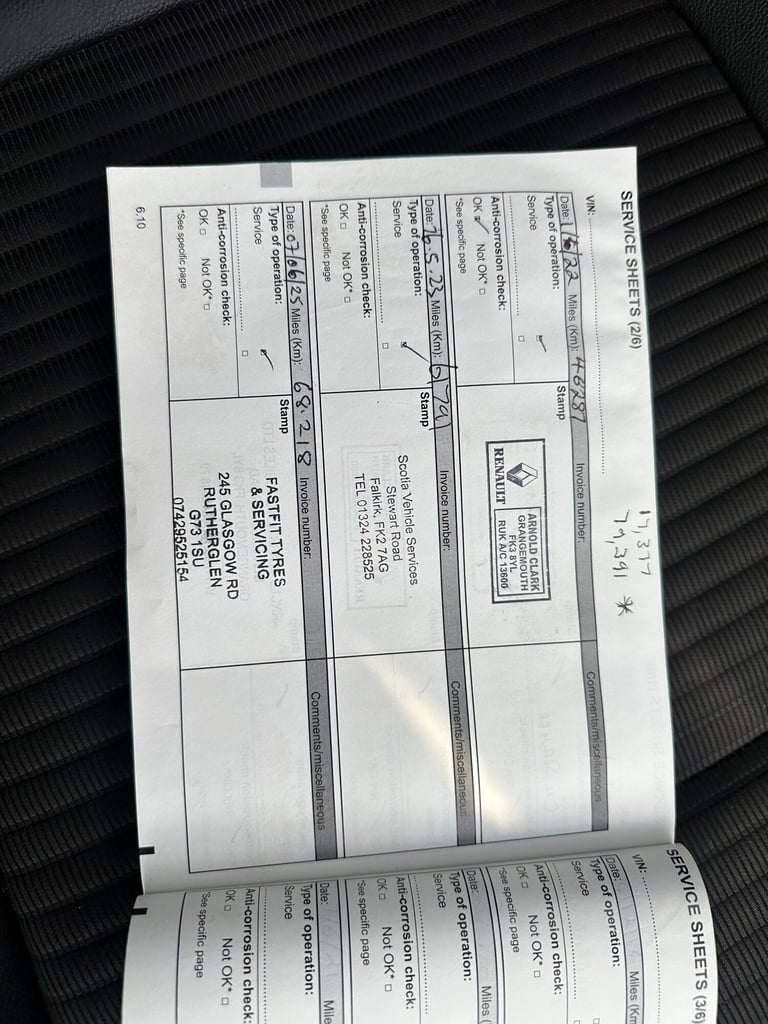 SERVICE SHEETS (2/6)
17,377
79,391 *
VIN:
Date: 1/6/22 Miles (Km): 46287 Invoice number: Comments/miscellaneous
Type of operation: Stamp
Service
Anti-corrosion check:
OK ✓ Not OK* □
*See specific page
RENAULT
ARNOLD CLARK
GRANGEMOUTH
FK3 8YL
RUK A/C 13600
Date: 26.5.23 Miles (Km): 61791 Invoice number: Comments/miscellaneous
Type of operation: ✓ Stamp
Service □
Anti-corrosion check:
OK □ Not OK* □
*See specific page
Scotia Vehicle Services
Stewart Road
Falkirk, FK2 7AG
TEL 01324 228525
Date: 07/06/25 Miles (Km): 68.218 Invoice number: Comments/miscellaneous
Type of operation: ✓ Stamp
Service □
Anti-corrosion check:
OK □ Not OK* □
*See specific page
FASTFIT TYRES
& SERVICING
245 GLASGOW RD
RUTHERGLEN
G73 1SU
07429525154
6.10
SERVICE SHEETS (3/6)
VIN:
Date: Miles (Km
Type of operation:
Service
Anti-corrosion check:
OK □ Not OK* □
*See specific page
Date: Miles (
Type of operation:
Service
Anti-corrosion check:
OK □ Not OK* □
*See specific page
Date: Mile
Type of operation:
Service
Anti-corrosion check:
OK □ Not OK* □
*See specific page